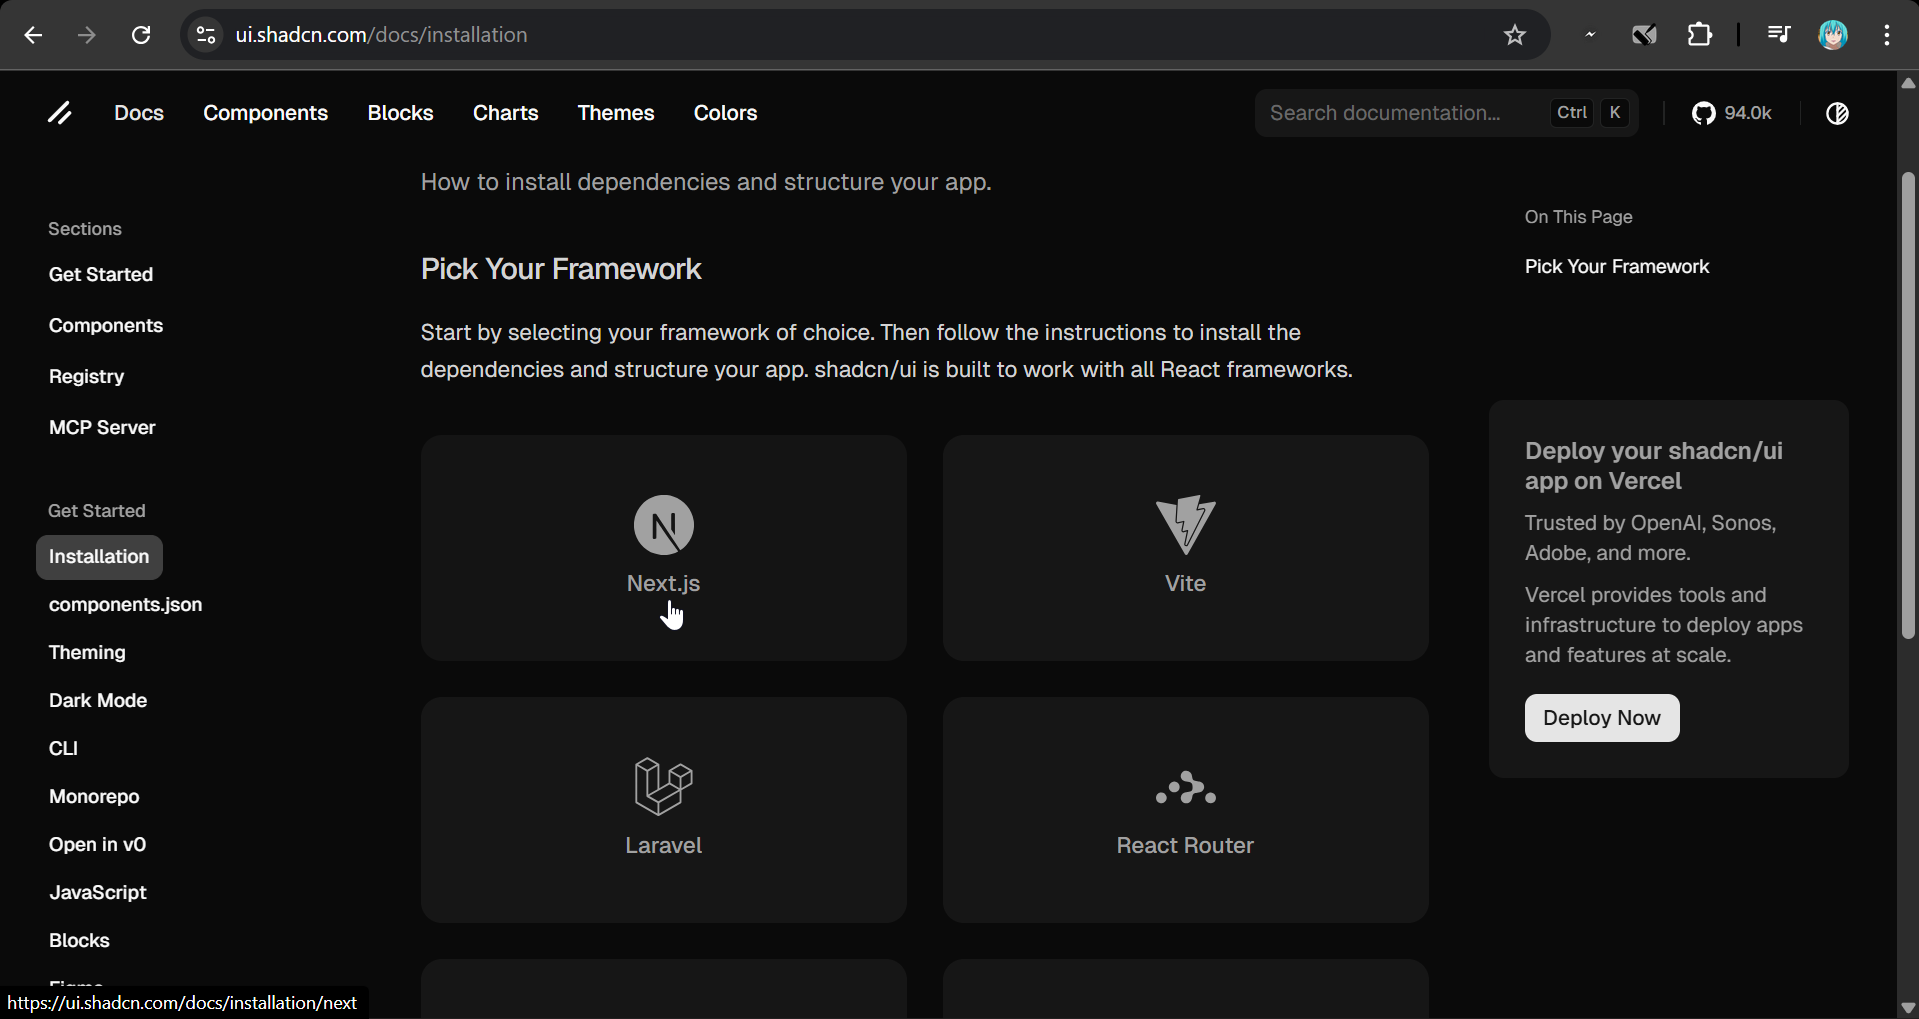 ui.shadcn.com/docs/installation
Docs
Components
Blocks
Charts
Themes
Colors
Search documentation...
Ctrl
K
94.0k
How to install dependencies and structure your app.
Sections
Get Started
Components
Registry
MCP Server
Get Started
Installation
components.json
Theming
Dark Mode
CLI
Monorepo
Open in v0
JavaScript
Blocks
Pick Your Framework
Start by selecting your framework of choice. Then follow the instructions to install the
dependencies and structure your app. shadcn/ui is built to work with all React frameworks.
Next.js
Vite
Laravel
React Router
On This Page
Pick Your Framework
Deploy your shadcn/ui
app on Vercel
Trusted by OpenAI, Sonos,
Adobe, and more.
Vercel provides tools and
infrastructure to deploy apps
and features at scale.
Deploy Now
https://ui.shadcn.com/docs/installation/next